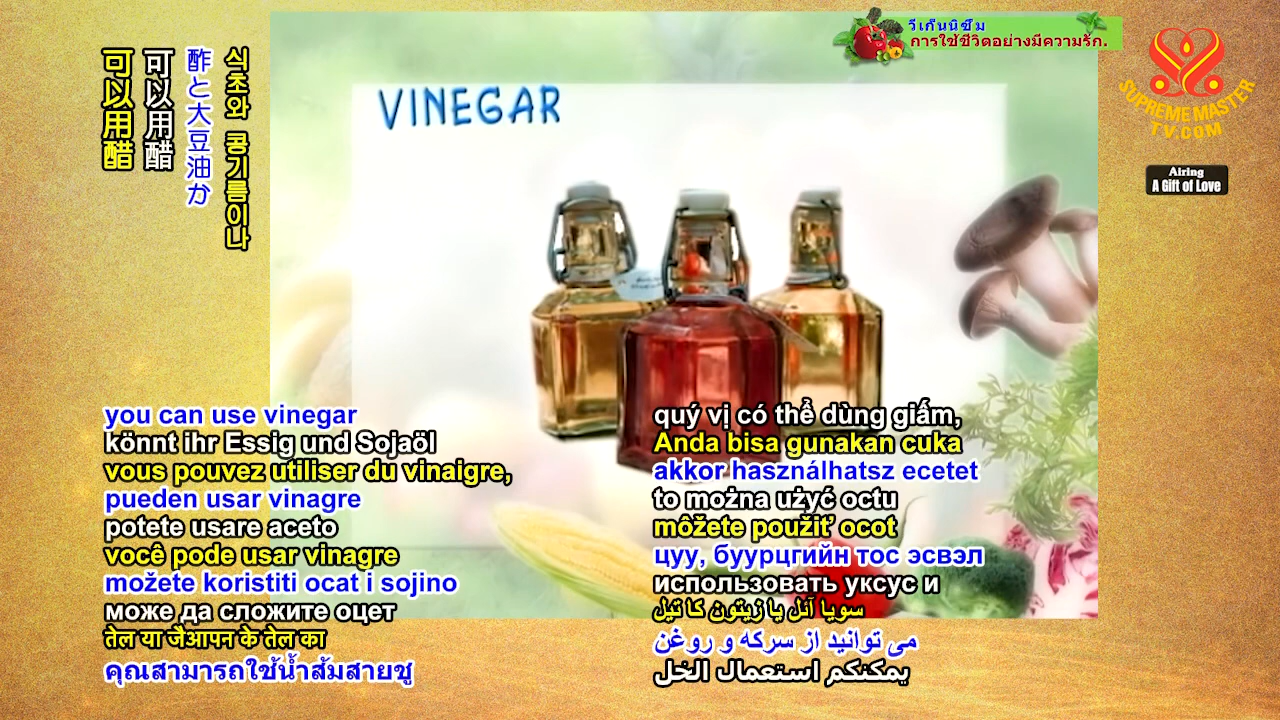 วีเกินนิซึม
การใช้ชีวิตอย่างมีความรัก.
SUPREME MASTER
TV.COM
Airing
A Gift of Love
VINEGAR
可以用醋
可以用醋
酢と大豆油か
식초와 콩기름이나
you can use vinegar
könnt ihr Essig und Sojaöl
vous pouvez utiliser du vinaigre,
pueden usar vinagre
potete usare aceto
você pode usar vinagre
možete koristiti ocat i sojino
може да сложите оцет
तेल या जैआपन के तेल का
คุณสามารถใช้น้ำส้มสายชู
quý vị có thể dùng giấm,
Anda bisa gunakan cuka
akkor használhatsz ecetet
to można użyć octu
môžete použiť ocot
цуу, буурцгийн тос эсвэл
использовать уксус и
سویا آئل یا زیتون کا تیل
می توانید از سرکه و روغن
يمكنكم استعمال الخل